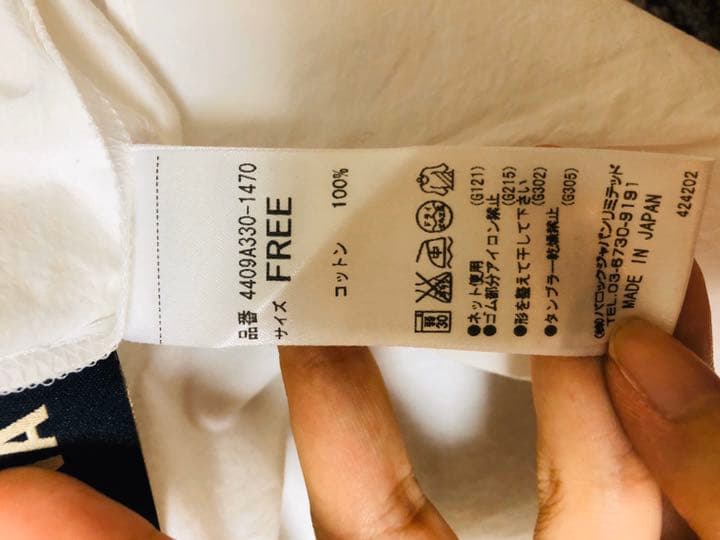 品番 4409A330-1470
サイズ FREE
コットン 100%
弱
30
●ネット使用 (G121)
●ゴム部分アイロン禁止 (G215)
●形を整えて干して下さい (G302)
●タンブラー乾燥禁止 (G305)
(株)バロックジャパンリミテッド
TEL.03-6730-9191
MADE IN JAPAN
424202
A